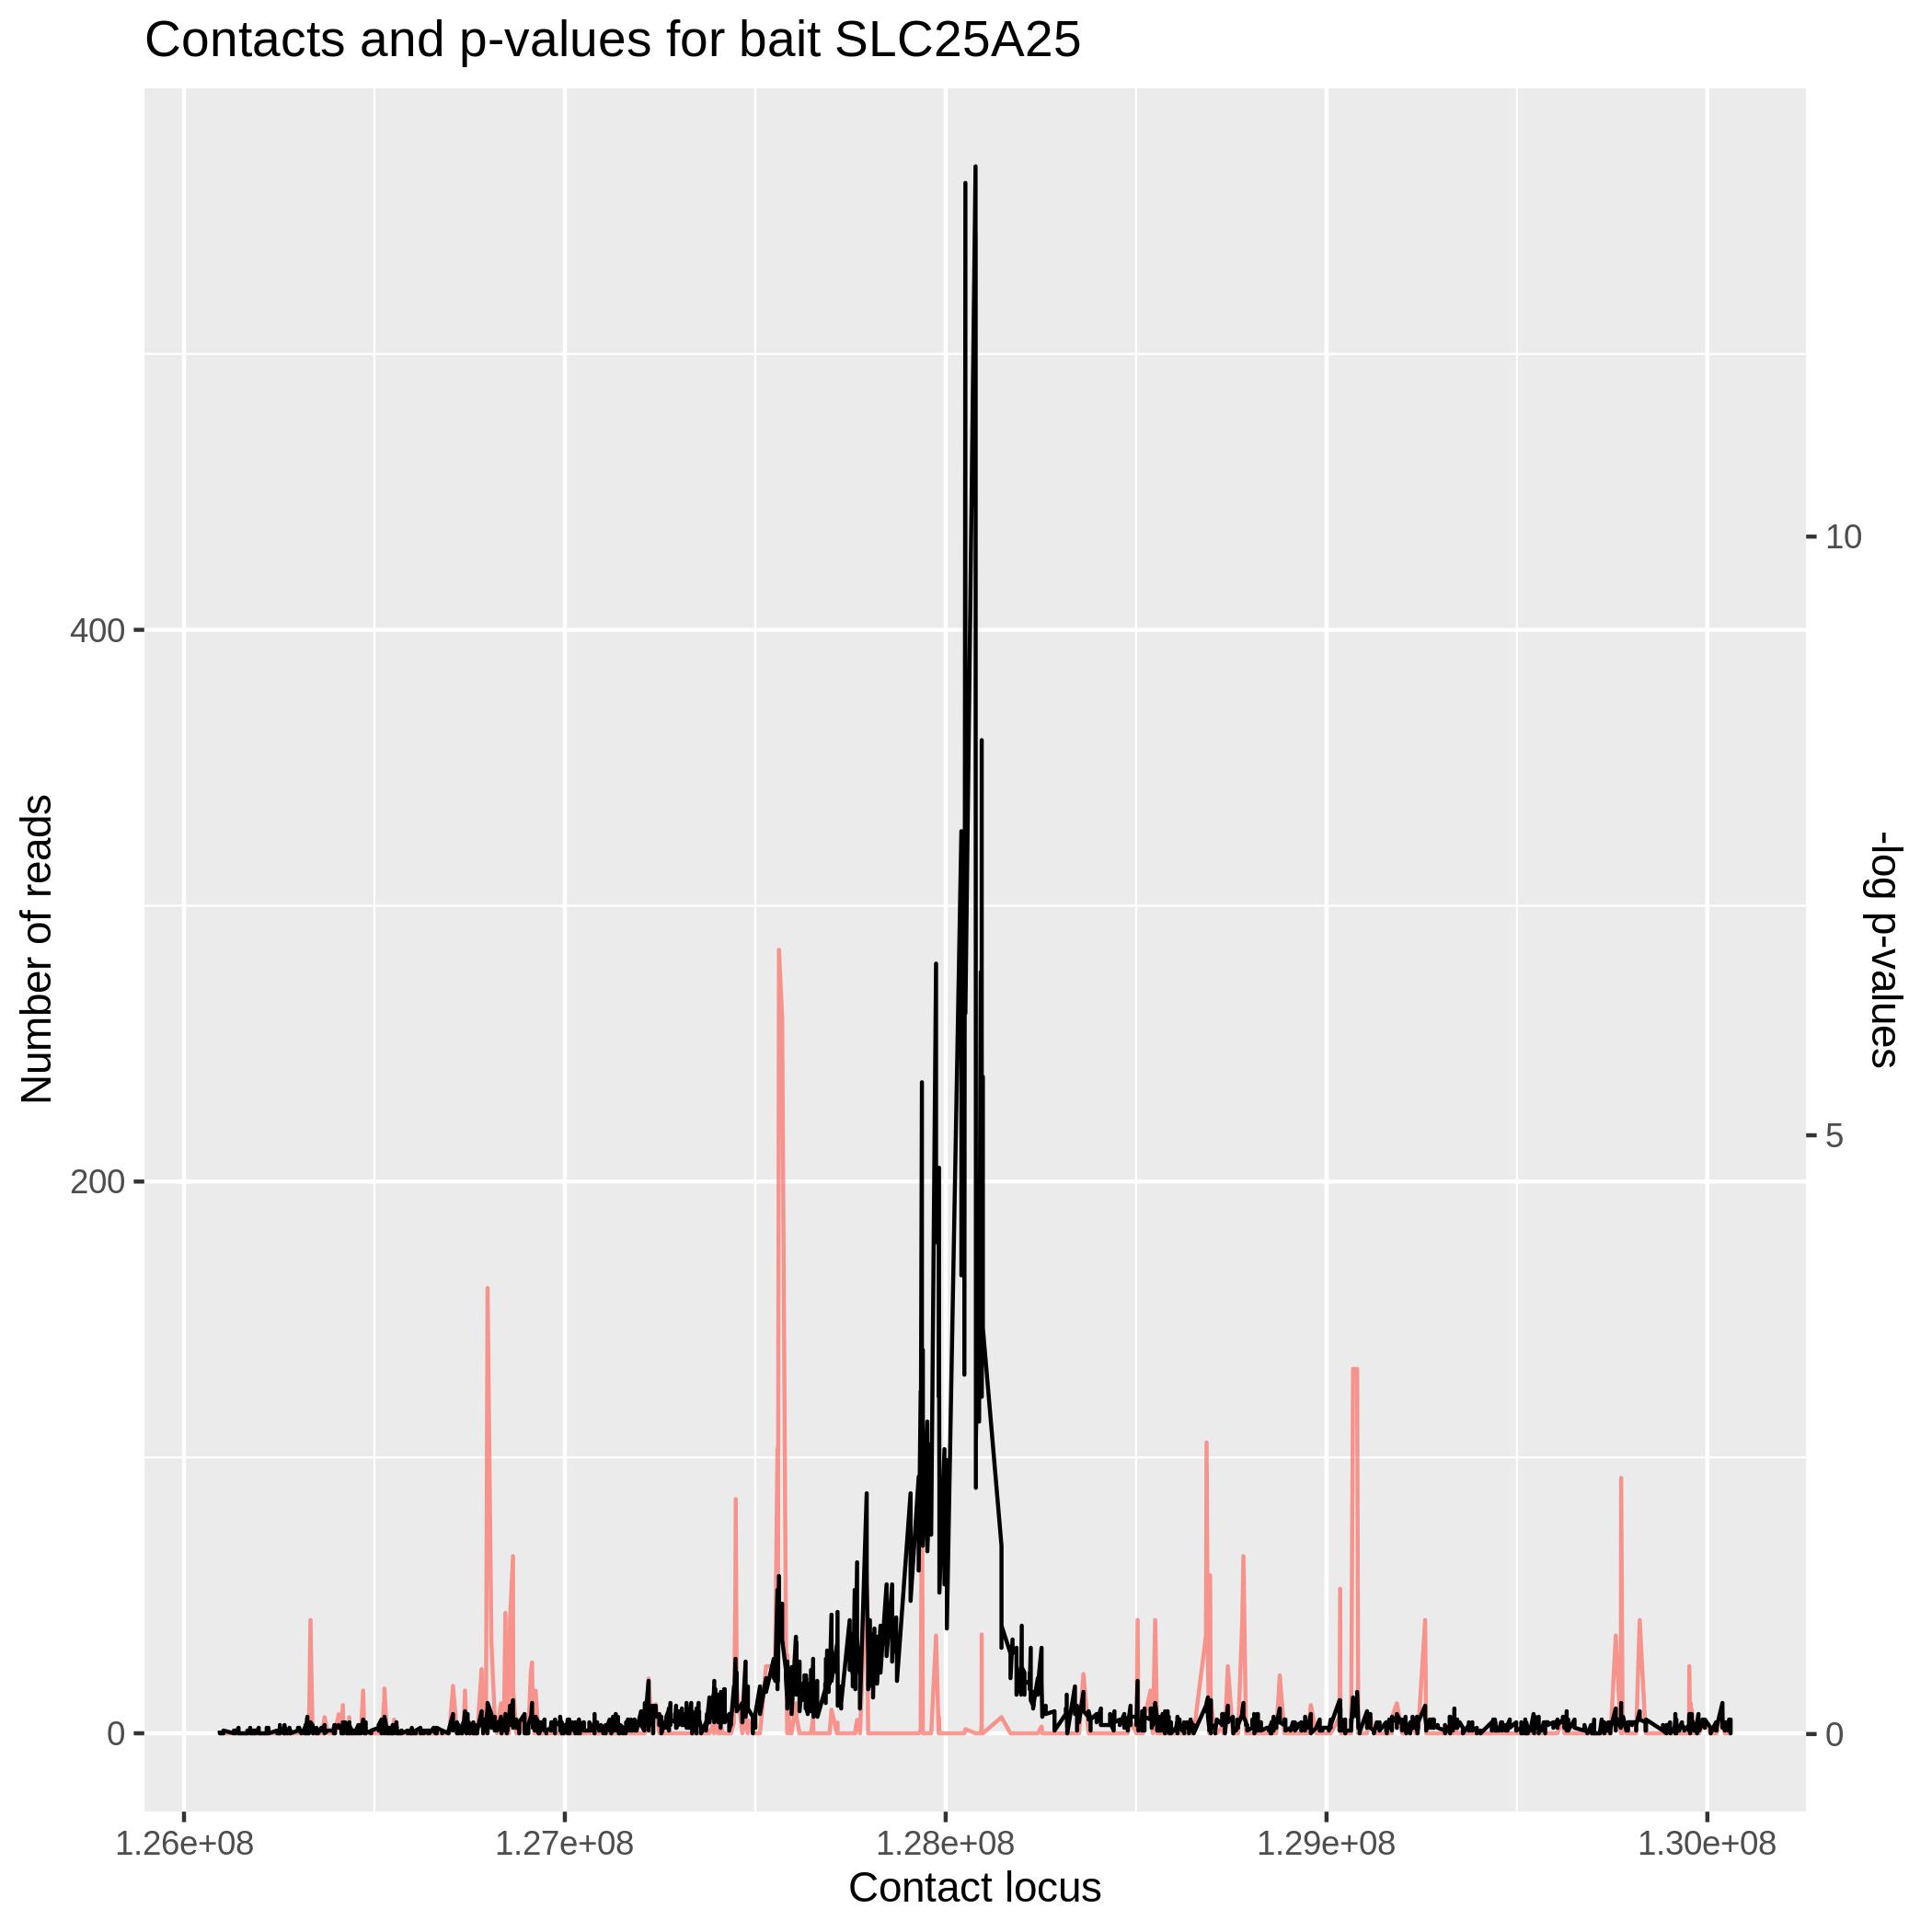 Contacts and p-values for bait SLC25A25
Number of reads
400
200
0
10
5
0
-log p-values
1.26e+08 1.27e+08 1.28e+08 1.29e+08 1.30e+08
Contact locus